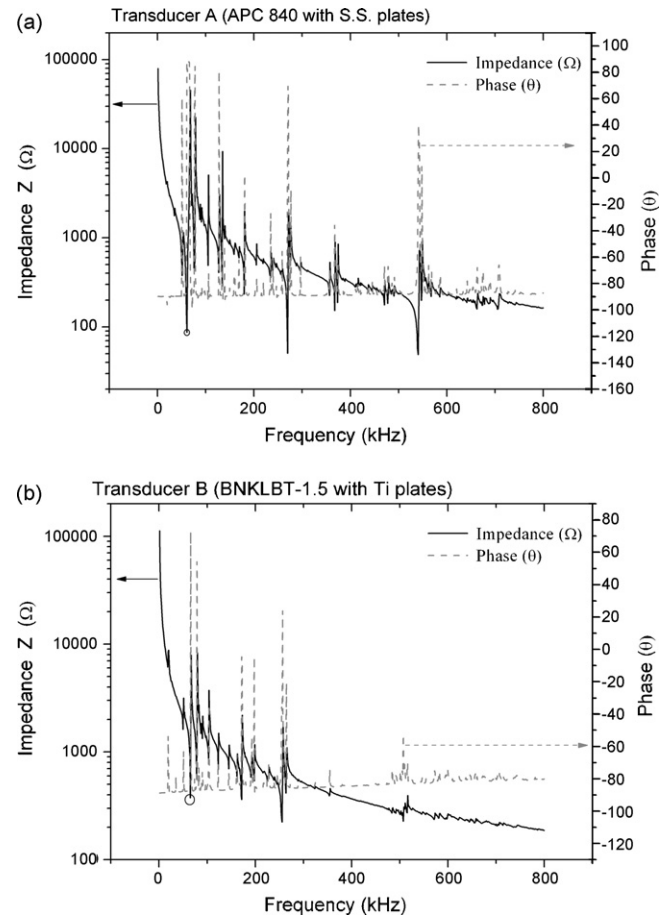 (a)
Transducer A (APC 840 with S.S. plates)
Impedance (Ω)
Phase (θ)
100000
10000
1000
100
Impedance Z (Ω)
100
80
60
40
20
0
-20
-40
-60
-80
-100
-120
-140
-160
Phase (θ)
0 200 400 600 800
Frequency (kHz)
(b)
Transducer B (BNKLBT-1.5 with Ti plates)
Impedance (Ω)
Phase (θ)
100000
10000
1000
100
Impedance Z (Ω)
80
60
40
20
0
-20
-40
-60
-80
-100
-120
Phase (θ)
0 200 400 600 800
Frequency (kHz)